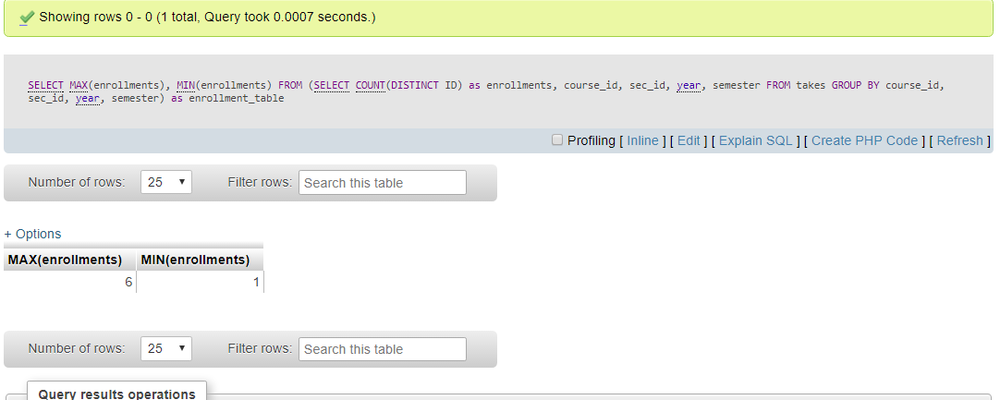 Showing rows 0 - 0 (1 total, Query took 0.0007 seconds.)
SELECT MAX(enrollments), MIN(enrollments) FROM (SELECT COUNT(DISTINCT ID) as enrollments, course_id, sec_id, year, semester FROM takes GROUP BY course_id,
sec_id, year, semester) as enrollment_table
Profiling [ Inline ] [ Edit ] [ Explain SQL ] [ Create PHP Code ] [ Refresh ]
Number of rows: 25 Filter rows: Search this table
+ Options
MAX(enrollments) MIN(enrollments)
6 1
Number of rows: 25 Filter rows: Search this table
Query results operations